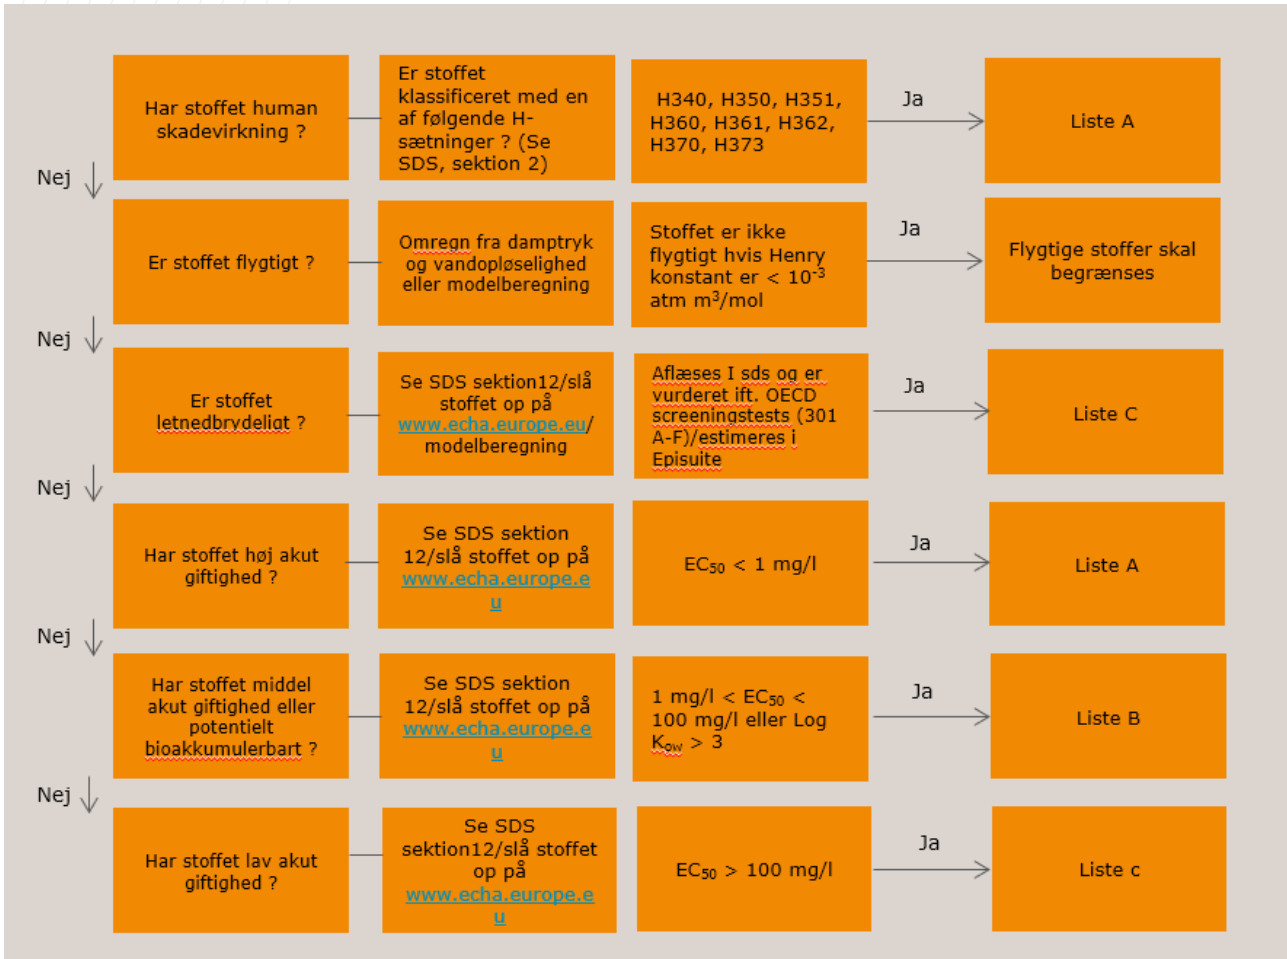 Har stoffet human
skadevirkning ?
Er stoffet
klassificeret med en
af følgende H-
sætninger ? (Se
SDS, sektion 2)
H340, H350, H351,
H360, H361, H362,
H370, H373
Ja
Liste A
Nej
Er stoffet flygtigt ?
Omregn fra damptryk
og vandopløselighed
eller modelberegning
Stoffet er ikke
flygtigt hvis Henry
konstant er < 10⁻³
atm m³/mol
Ja
Flygtige stoffer skal
begrænses
Nej
Er stoffet
letnedbrydeligt ?
Se SDS sektion12/slå
stoffet op på
www.echa.europe.eu/
modelberegning
Aflæses I sds og er
vurderet ift. OECD
screeningstests (301
A-F)/estimeres i
Episuite
Ja
Liste C
Nej
Har stoffet høj akut
giftighed ?
Se SDS sektion
12/slå stoffet op på
www.echa.europe.e
u
EC₅₀ < 1 mg/l
Ja
Liste A
Nej
Har stoffet middel
akut giftighed eller
potentielt
bioakkumulerbart ?
Se SDS sektion
12/slå stoffet op på
www.echa.europe.e
u
1 mg/l < EC₅₀ <
100 mg/l eller Log
Kow > 3
Ja
Liste B
Nej
Har stoffet lav akut
giftighed ?
Se SDS
sektion12/slå stoffet
op på
www.echa.europe.e
u
EC₅₀ > 100 mg/l
Ja
Liste c